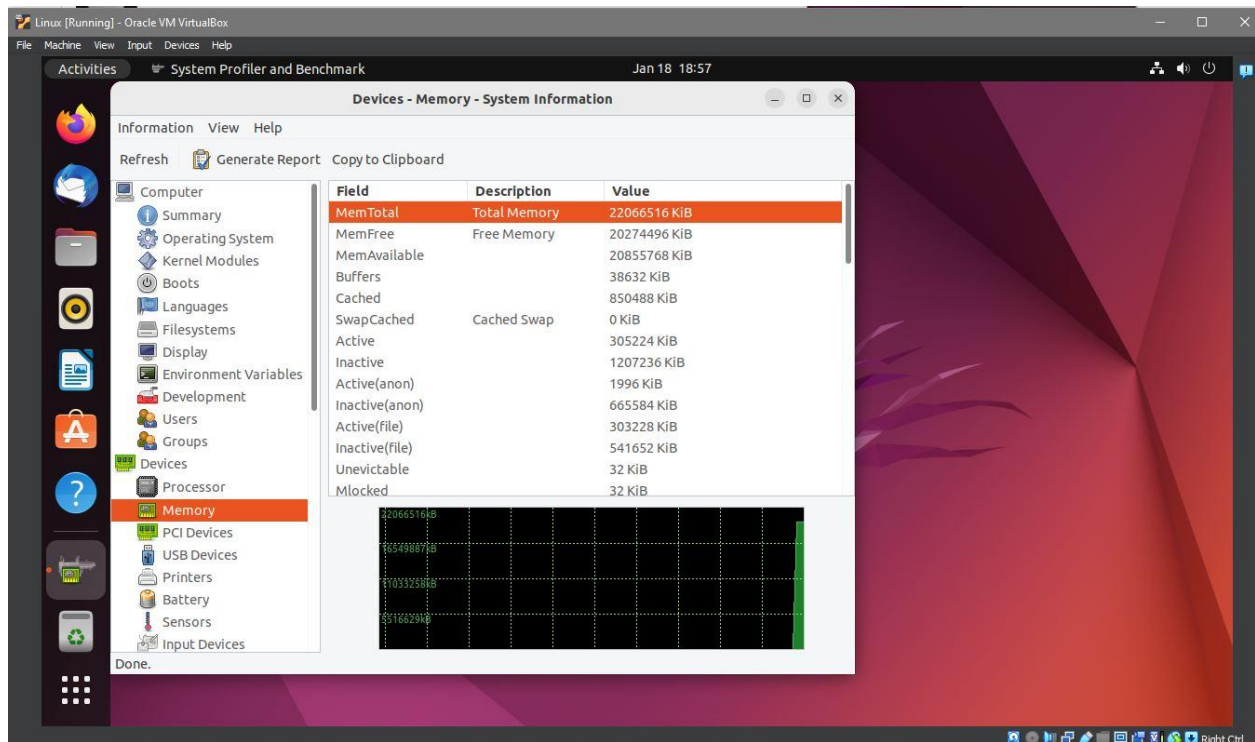 Linux [Running] - Oracle VM VirtualBox
File Machine View Input Devices Help
Activities System Profiler and Benchmark Jan 18 18:57
Devices - Memory - System Information
Information View Help
Refresh Generate Report Copy to Clipboard
Computer
Summary
Operating System
Kernel Modules
Boots
Languages
Filesystems
Display
Environment Variables
Development
Users
Groups
Devices
Processor
Memory
PCI Devices
USB Devices
Printers
Battery
Sensors
Input Devices
Field Description Value
MemTotal Total Memory 22066516 KiB
MemFree Free Memory 20274496 KiB
MemAvailable 20855768 KiB
Buffers 38632 KiB
Cached 850488 KiB
SwapCached Cached Swap 0 KiB
Active 305224 KiB
Inactive 1207236 KiB
Active(anon) 1996 KiB
Inactive(anon) 665584 KiB
Active(file) 303228 KiB
Inactive(file) 541652 KiB
Unevictable 32 KiB
Mlocked 32 KiB
22066516kB
16549887kB
11033258kB
5516629kB
Done.
Right Ctrl